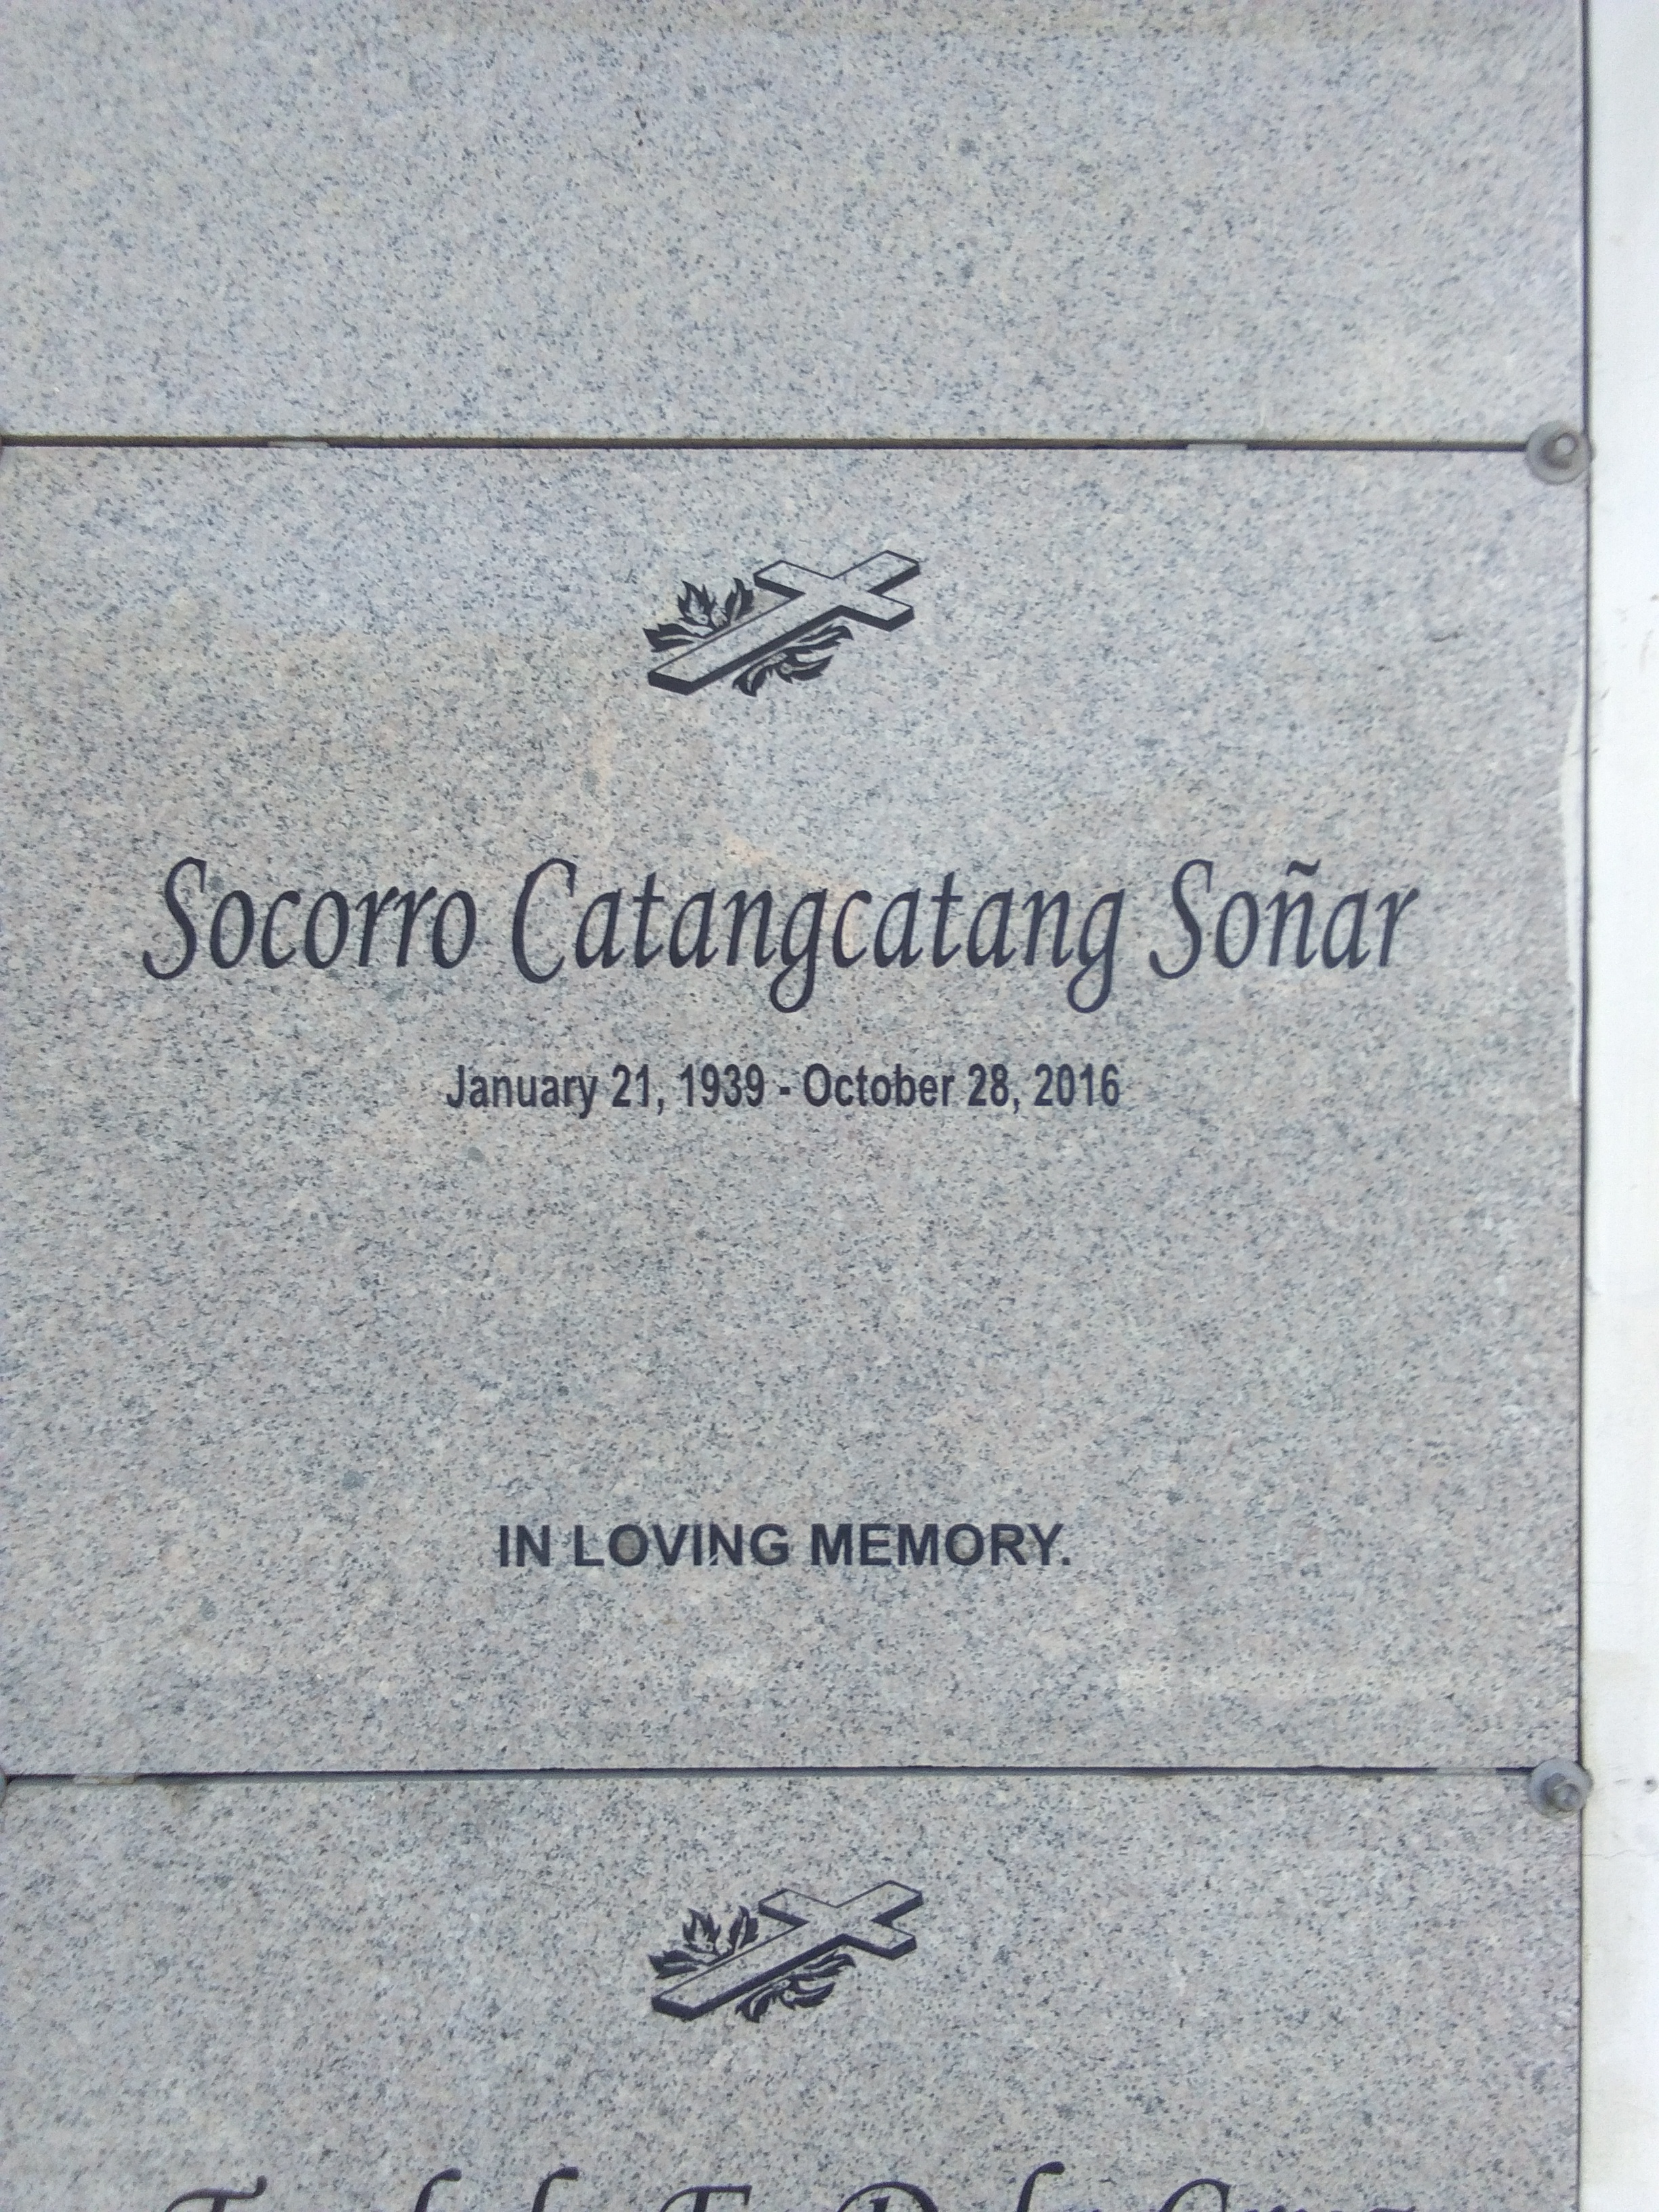 Socorro Catangcatang Soñar
January 21, 1939 - October 28, 2016
IN LOVING MEMORY.